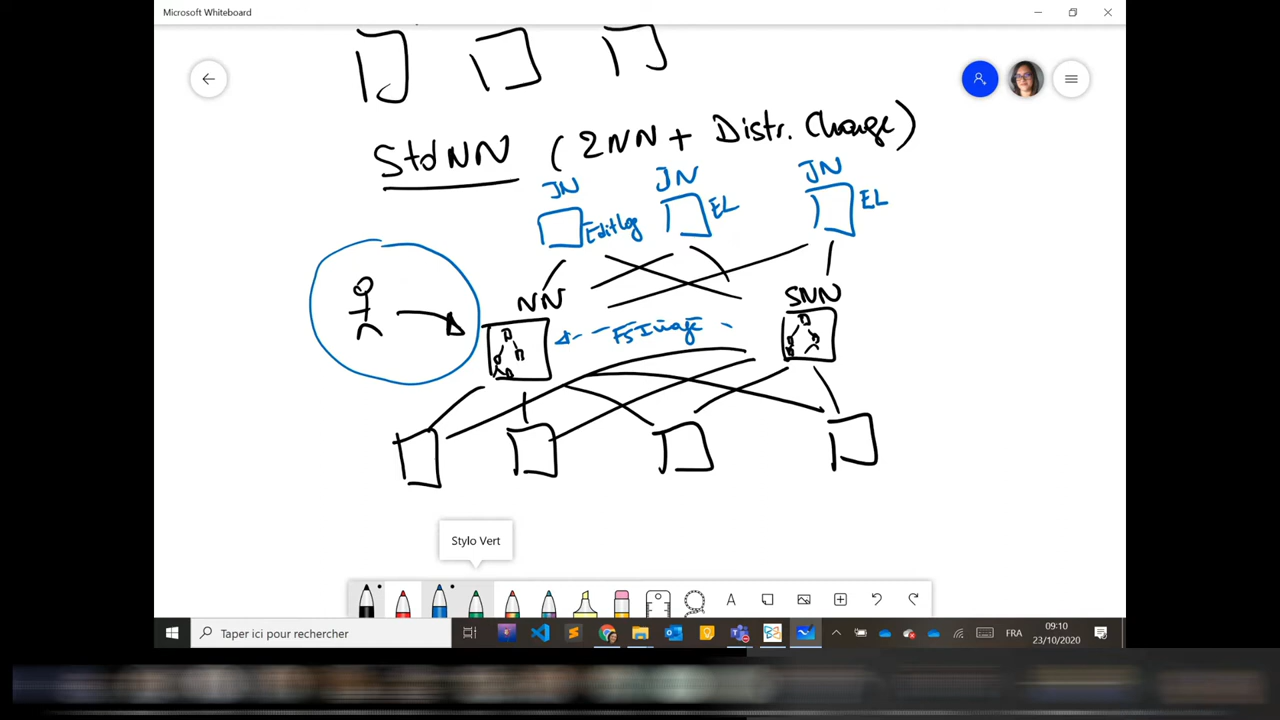 Microsoft Whiteboard
StdNN (2NN + Distr. Change)
JN JN JN
EditLog EL EL
NN SNN
FsImage
Stylo Vert
A
Taper ici pour rechercher
FRA
09:10
23/10/2020